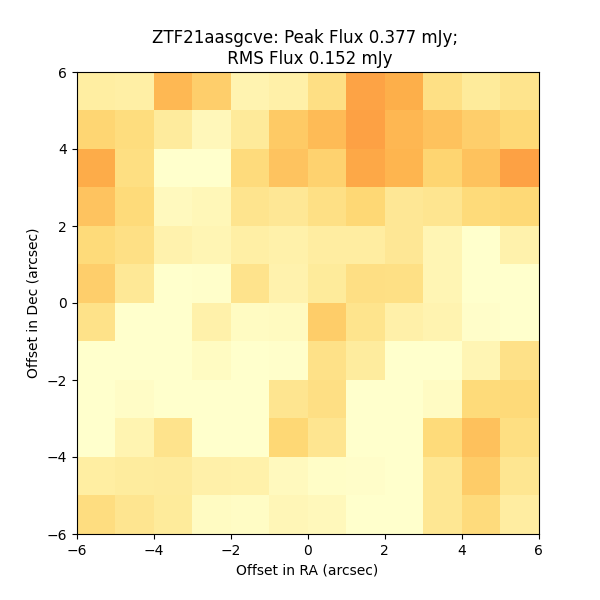 ZTF21aasgcve: Peak Flux 0.377 mJy;
RMS Flux 0.152 mJy
6
4
2
0
−2
−4
−6
Offset in Dec (arcsec)
−6 −4 −2 0 2 4 6
Offset in RA (arcsec)